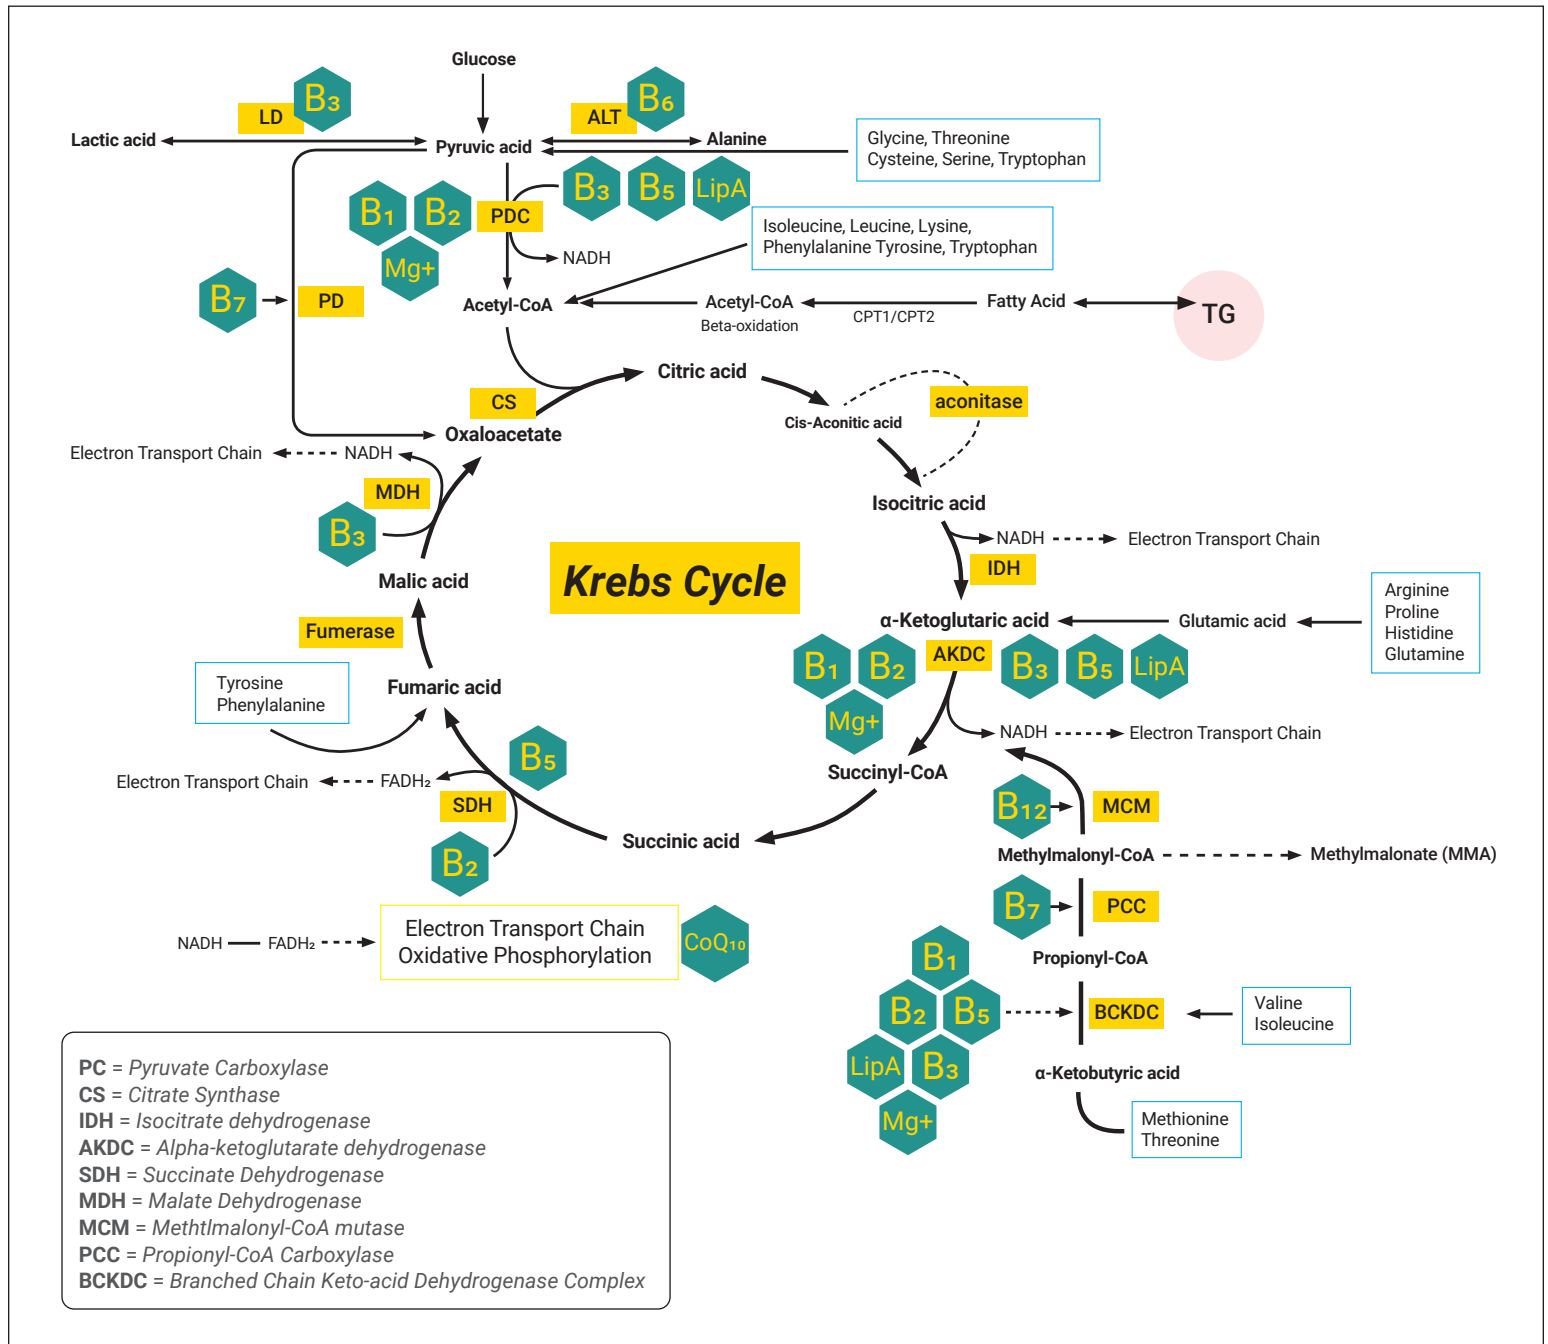 Glucose
LD
B₃
ALT
B₆
Lactic acid
Pyruvic acid
Alanine
Glycine, Threonine
Cysteine, Serine, Tryptophan
B₁
B₂
Mg+
PDC
B₃
B₅
LipA
NADH
Isoleucine, Leucine, Lysine,
Phenylalanine Tyrosine, Tryptophan
B₇
PD
Acetyl-CoA
Acetyl-CoA
Beta-oxidation
CPT1/CPT2
Fatty Acid
TG
CS
Citric acid
Cis-Aconitic acid
aconitase
Oxaloacetate
Electron Transport Chain
NADH
MDH
B₃
Isocitric acid
NADH
Electron Transport Chain
IDH
Krebs Cycle
Malic acid
Fumerase
α-Ketoglutaric acid
Glutamic acid
Arginine
Proline
Histidine
Glutamine
B₁
B₂
Mg+
AKDC
B₃
B₅
LipA
Tyrosine
Phenylalanine
Fumaric acid
NADH
Electron Transport Chain
Succinyl-CoA
B₅
Electron Transport Chain
FADH₂
SDH
B₂
Succinic acid
B₁₂
MCM
Methylmalonyl-CoA
Methylmalonate (MMA)
B₇
PCC
Propionyl-CoA
NADH
FADH₂
Electron Transport Chain
Oxidative Phosphorylation
CoQ₁₀
B₁
B₂
B₅
LipA
B₃
Mg+
BCKDC
Valine
Isoleucine
α-Ketobutyric acid
Methionine
Threonine
PC = Pyruvate Carboxylase
CS = Citrate Synthase
IDH = Isocitrate dehydrogenase
AKDC = Alpha-ketoglutarate dehydrogenase
SDH = Succinate Dehydrogenase
MDH = Malate Dehydrogenase
MCM = Methtlmalonyl-CoA mutase
PCC = Propionyl-CoA Carboxylase
BCKDC = Branched Chain Keto-acid Dehydrogenase Complex